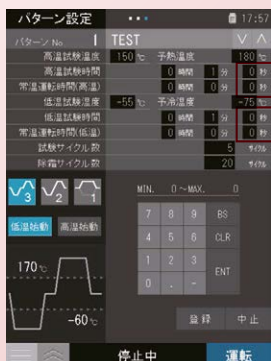 パターン設定 17:57
パターン No. 1 TEST
高温試験温度 150 ℃ 予熱温度 180 ℃
高温試験時間 0 時間 1 分 0 秒
常温運転時間(高温) 0 時間 0 分 0 秒
低温試験温度 -55 ℃ 予冷温度 -75 ℃
低温試験時間 0 時間 1 分 0 秒
常温運転時間(低温) 0 時間 0 分 0 秒
試験サイクル数 5 サイクル
除霜サイクル数 20 サイクル
3 2 1
MIN. 0~MAX. 0
7 8 9 BS
低温始動 高温始動
4 5 6 CLR
1 2 3
ENT
0 . -
170 ℃
-60 ℃
登録 中止
停止中 運転